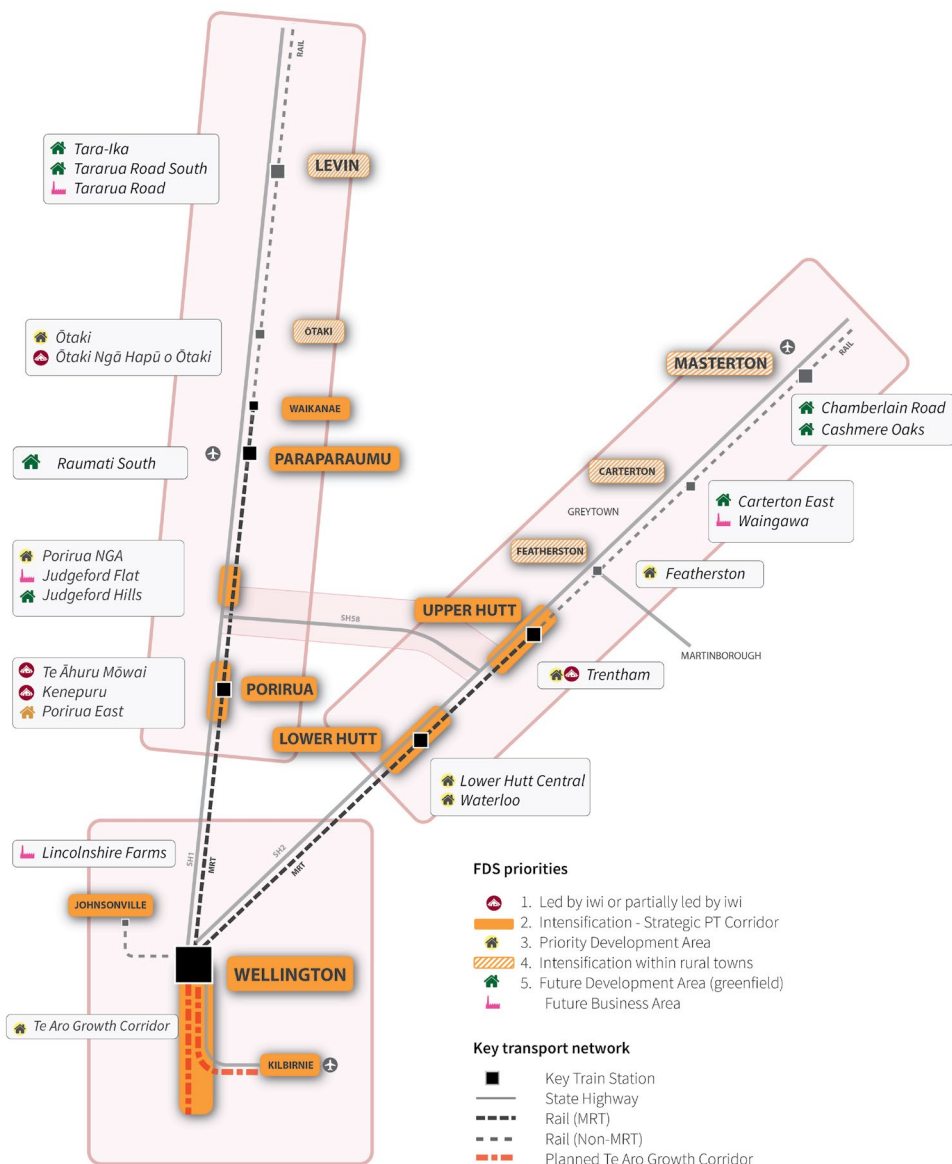 RAIL
Tara-Ika
Tararua Road South
Tararua Road
LEVIN
Ōtaki
Ōtaki Ngā Hapū o Ōtaki
ŌTAKI
WAIKANAE
Raumati South
PARAPARAUMU
MASTERTON
RAIL
Chamberlain Road
Cashmere Oaks
CARTERTON
GREYTOWN
Carterton East
Waingawa
FEATHERSTON
Featherston
Porirua NGA
Judgeford Flat
Judgeford Hills
SH58
UPPER HUTT
MARTINBOROUGH
Te Āhuru Mōwai
Kenepuru
Porirua East
PORIRUA
Trentham
LOWER HUTT
Lower Hutt Central
Waterloo
Lincolnshire Farms
SH1
MRT
SH2
MRT
JOHNSONVILLE
WELLINGTON
Te Aro Growth Corridor
KILBIRNIE
FDS priorities
1. Led by iwi or partially led by iwi
2. Intensification - Strategic PT Corridor
3. Priority Development Area
4. Intensification within rural towns
5. Future Development Area (greenfield)
Future Business Area
Key transport network
Key Train Station
State Highway
Rail (MRT)
Rail (Non-MRT)
Planned Te Aro Growth Corridor